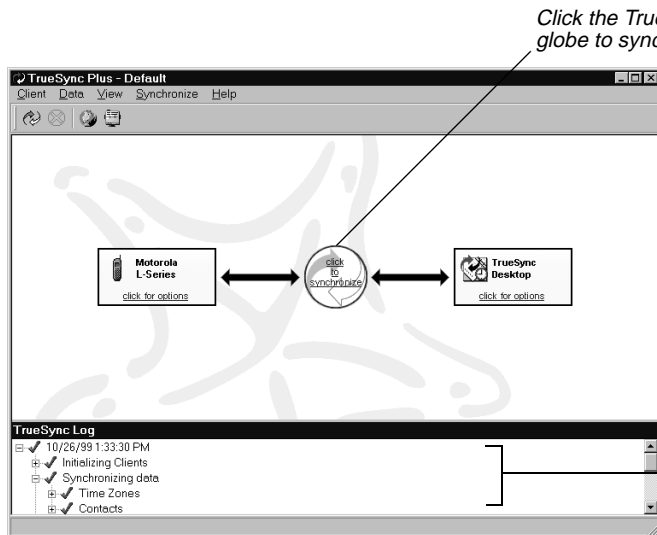 Click the True
globe to sync
TrueSync Plus - Default
Client Data View Synchronize Help
Motorola
L-Series
click for options
click
to
synchronize
TrueSync
Desktop
click for options
TrueSync Log
10/26/99 1:33:30 PM
Initializing Clients
Synchronizing data
Time Zones
Contacts